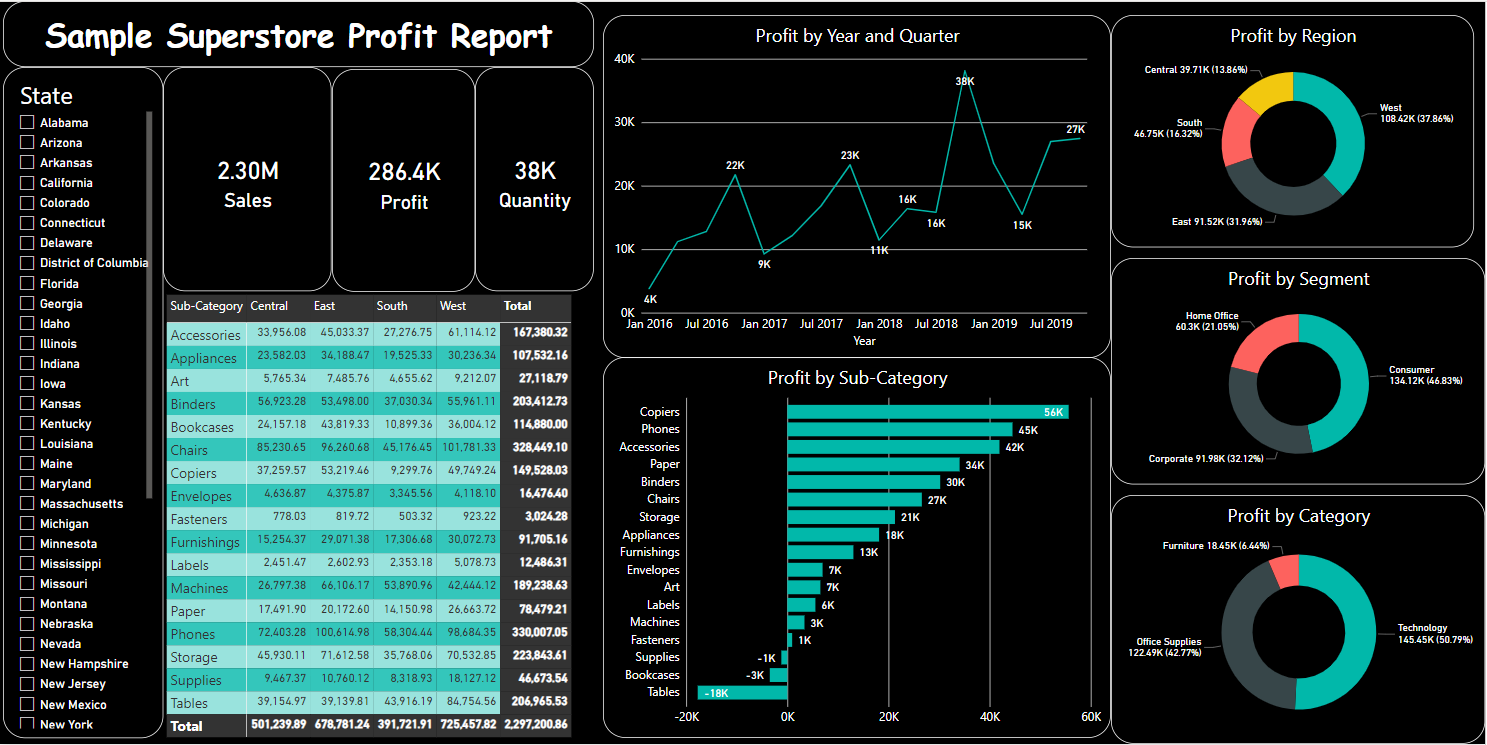 Sample Superstore Profit Report
State
Alabama
Arizona
Arkansas
California
Colorado
Connecticut
Delaware
District of Columbia
Florida
Georgia
Idaho
Illinois
Indiana
Iowa
Kansas
Kentucky
Louisiana
Maine
Maryland
Massachusetts
Michigan
Minnesota
Mississippi
Missouri
Montana
Nebraska
Nevada
New Hampshire
New Jersey
New Mexico
New York
2.30M
Sales
286.4K
Profit
38K
Quantity
Sub-Category Central East South West Total
Accessories 33,956.08 45,033.37 27,276.75 61,114.12 167,380.32
Appliances 23,582.03 34,188.47 19,525.33 30,236.34 107,532.16
Art 5,765.34 7,485.76 4,655.62 9,212.07 27,118.79
Binders 56,923.28 53,498.00 37,030.34 55,961.11 203,412.73
Bookcases 24,157.18 43,819.33 10,899.36 36,004.12 114,880.00
Chairs 85,230.65 96,260.68 45,176.45 101,781.33 328,449.10
Copiers 37,259.57 53,219.46 9,299.76 49,749.24 149,528.03
Envelopes 4,636.87 4,375.87 3,345.56 4,118.10 16,476.40
Fasteners 778.03 819.72 503.32 923.22 3,024.28
Furnishings 15,254.37 29,071.38 17,306.68 30,072.73 91,705.16
Labels 2,451.47 2,602.93 2,353.18 5,078.73 12,486.31
Machines 26,797.38 66,106.17 53,890.96 42,444.12 189,238.63
Paper 17,491.90 20,172.60 14,150.98 26,663.72 78,479.21
Phones 72,403.28 100,614.98 58,304.44 98,684.35 330,007.05
Storage 45,930.11 71,612.58 35,768.06 70,532.85 223,843.61
Supplies 9,467.37 10,760.12 8,318.93 18,127.12 46,673.54
Tables 39,154.97 39,139.81 43,916.19 84,754.56 206,965.53
Total 501,239.89 678,781.24 391,721.91 725,457.82 2,297,200.86
Profit by Year and Quarter
40K
30K
20K
10K
0K
4K
22K
9K
23K
11K
16K
16K
38K
15K
27K
Jan 2016 Jul 2016 Jan 2017 Jul 2017 Jan 2018 Jul 2018 Jan 2019 Jul 2019
Year
Profit by Sub-Category
Copiers 56K
Phones 45K
Accessories 42K
Paper 34K
Binders 30K
Chairs 27K
Storage 21K
Appliances 18K
Furnishings 13K
Envelopes 7K
Art 7K
Labels 6K
Machines 3K
Fasteners 1K
Supplies -1K
Bookcases -3K
Tables -18K
-20K 0K 20K 40K 60K
Profit by Region
Central 39.71K (13.86%)
West
108.42K (37.86%)
South
46.75K (16.32%)
East 91.52K (31.96%)
Profit by Segment
Home Office
60.3K (21.05%)
Consumer
134.12K (46.83%)
Corporate 91.98K (32.12%)
Profit by Category
Furniture 18.45K (6.44%)
Technology
145.45K (50.79%)
Office Supplies
122.49K (42.77%)